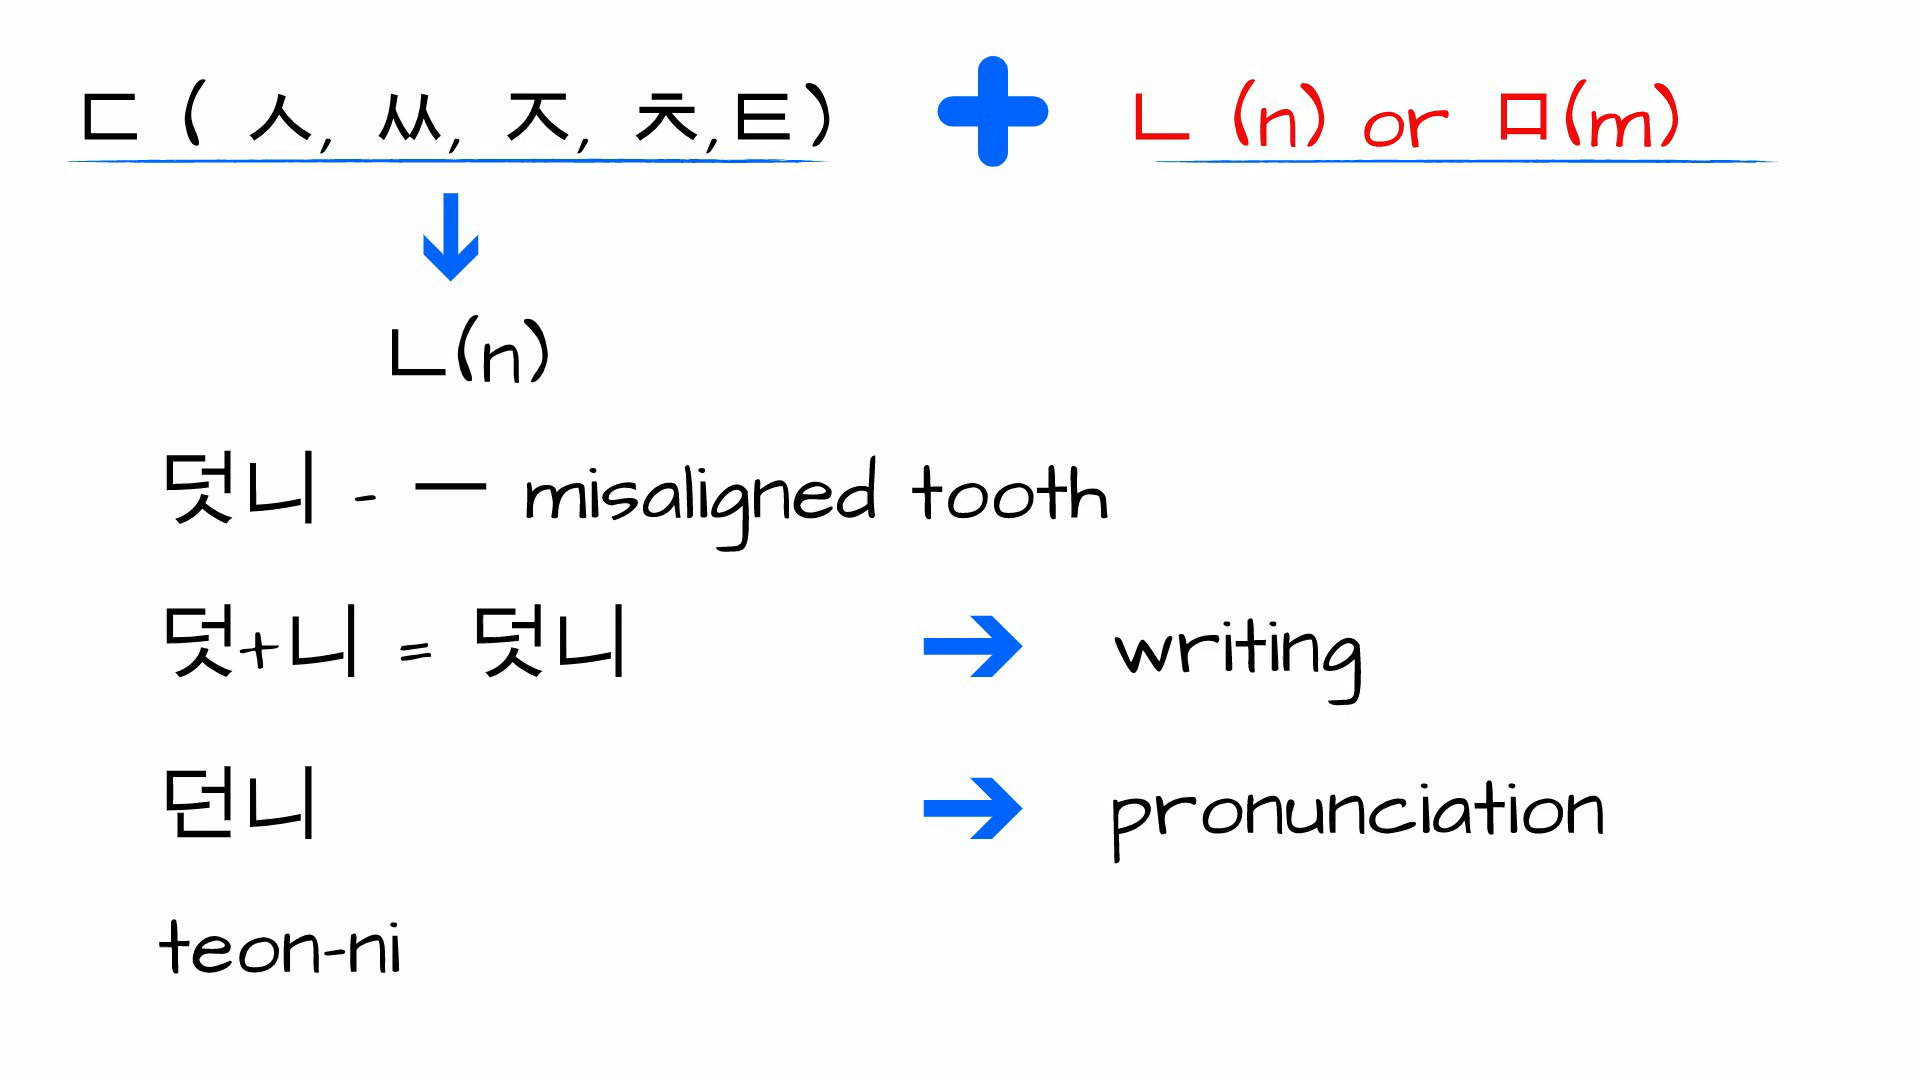 ㄷ ( ㅅ, ㅆ, ㅈ, ㅊ,ㅌ) + ㄴ (n) or ㅁ(m)
ㄴ(n)
덧니 - ㅡ misaligned tooth
덧+니 = 덧니 → writing
던니 → pronunciation
teon-ni